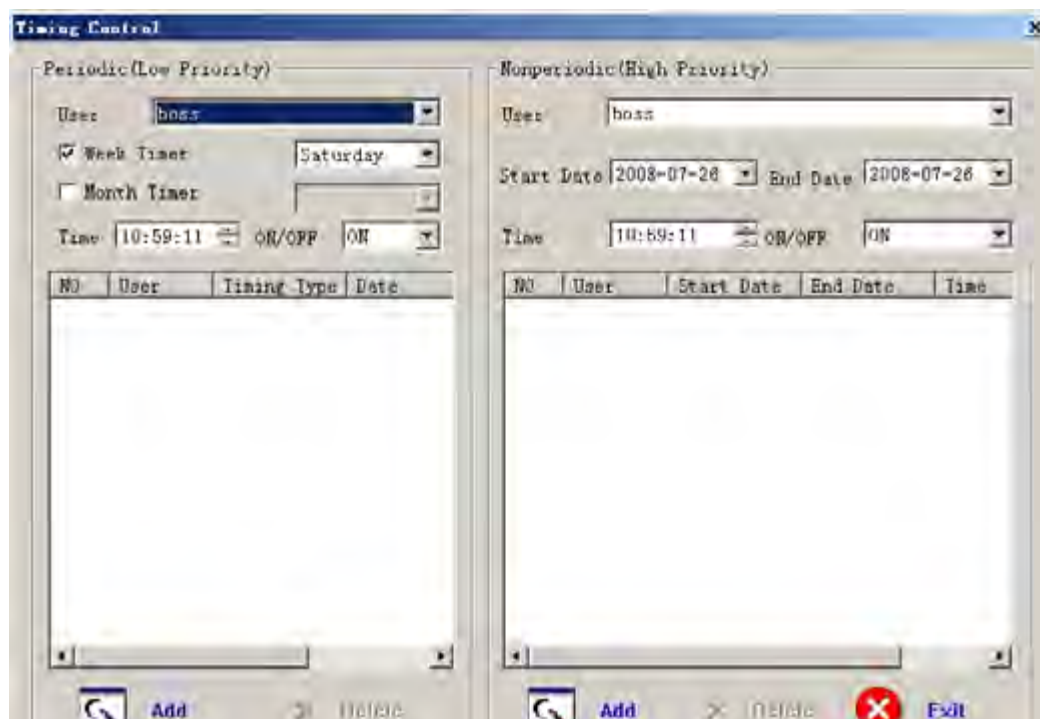 Timing Control
Periodic(Low Priority)
User boss
Week Timer Saturday
Month Timer
Time 10:59:11 ON/OFF ON
NO User Timing Type Date
Add Delete
Nonperiodic(High Priority)
User boss
Start Date 2008-07-26 End Date 2008-07-26
Time 10:59:11 ON/OFF ON
NO User Start Date End Date Time
Add Delete Exit